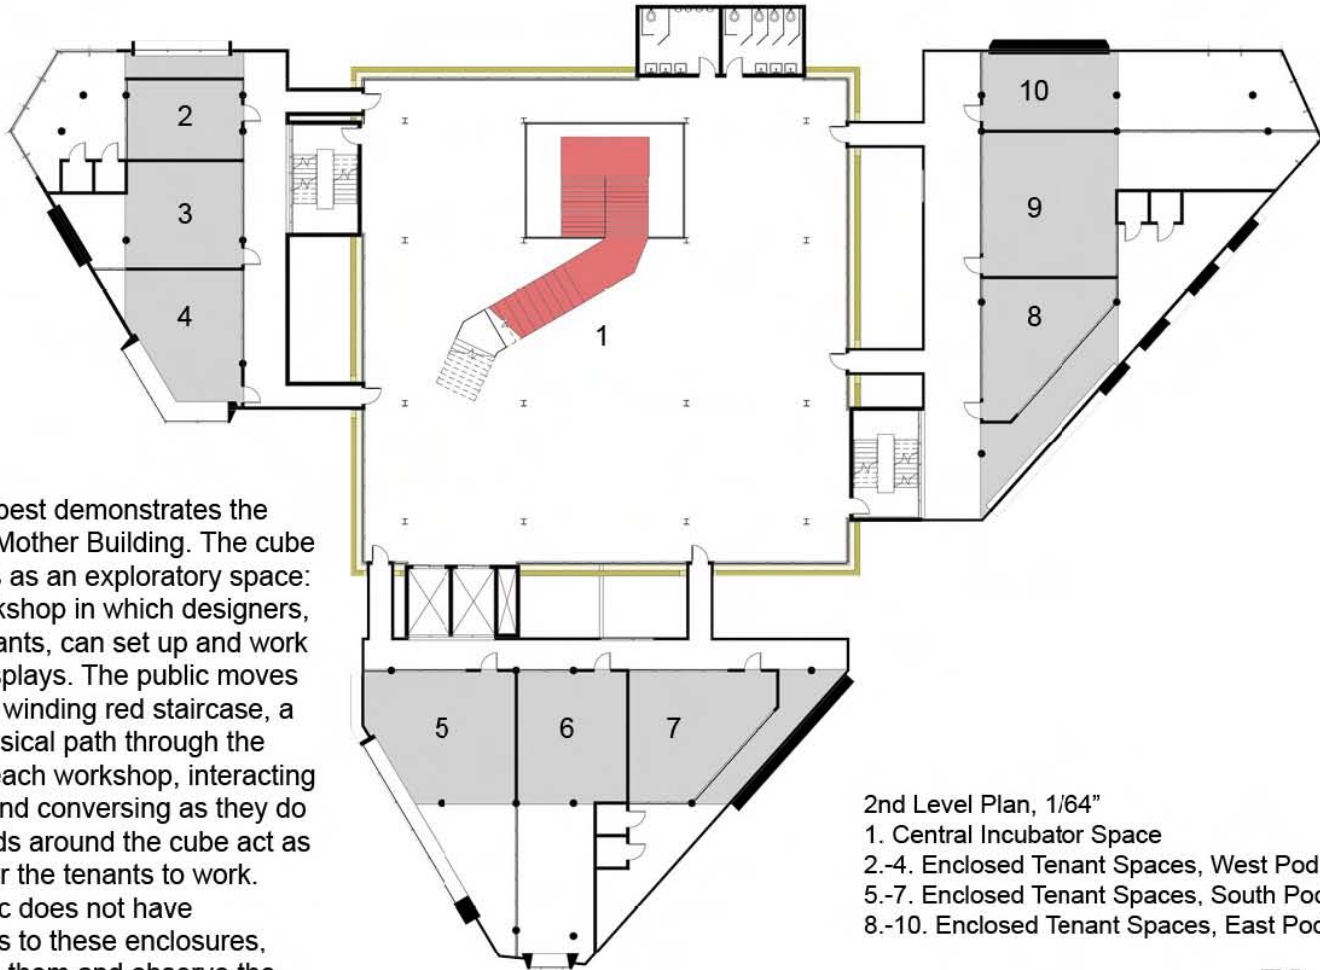 2
3
4
10
9
8
1
5
6
7
best demonstrates the
Mother Building. The cube
as an exploratory space:
kshop in which designers,
ants, can set up and work
splays. The public moves
winding red staircase, a
sical path through the
each workshop, interacting
nd conversing as they do
ds around the cube act as
r the tenants to work.
c does not have
s to these enclosures,
them and observe the
2nd Level Plan, 1/64”
1. Central Incubator Space
2.-4. Enclosed Tenant Spaces, West Pod
5.-7. Enclosed Tenant Spaces, South Pod
8.-10. Enclosed Tenant Spaces, East Pod